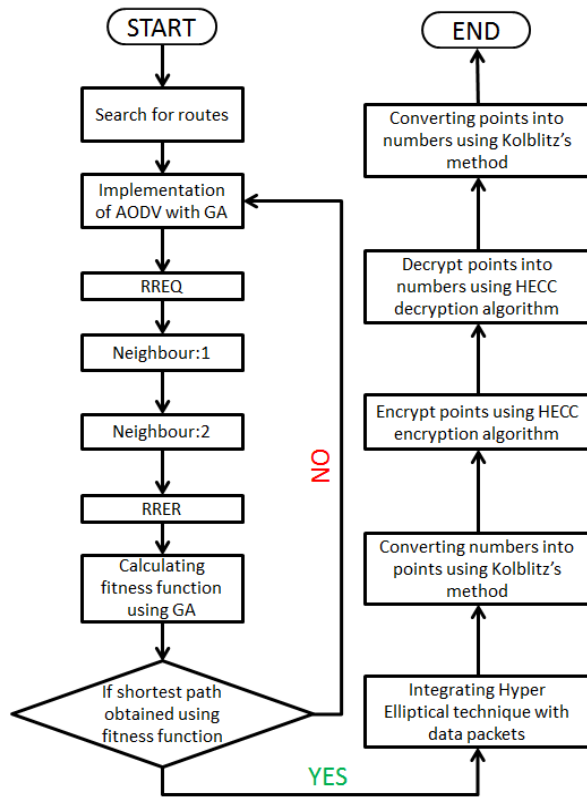 START
Search for routes
Implementation
of AODV with GA
RREQ
Neighbour:1
Neighbour:2
RRER
Calculating
fitness function
using GA
If shortest path
obtained using
fitness function
NO
YES
Integrating Hyper
Elliptical technique with
data packets
Converting numbers into
points using Kolblitz's
method
Encrypt points using HECC
encryption algorithm
Decrypt points into
numbers using HECC
decryption algorithm
Converting points into
numbers using Kolblitz's
method
END